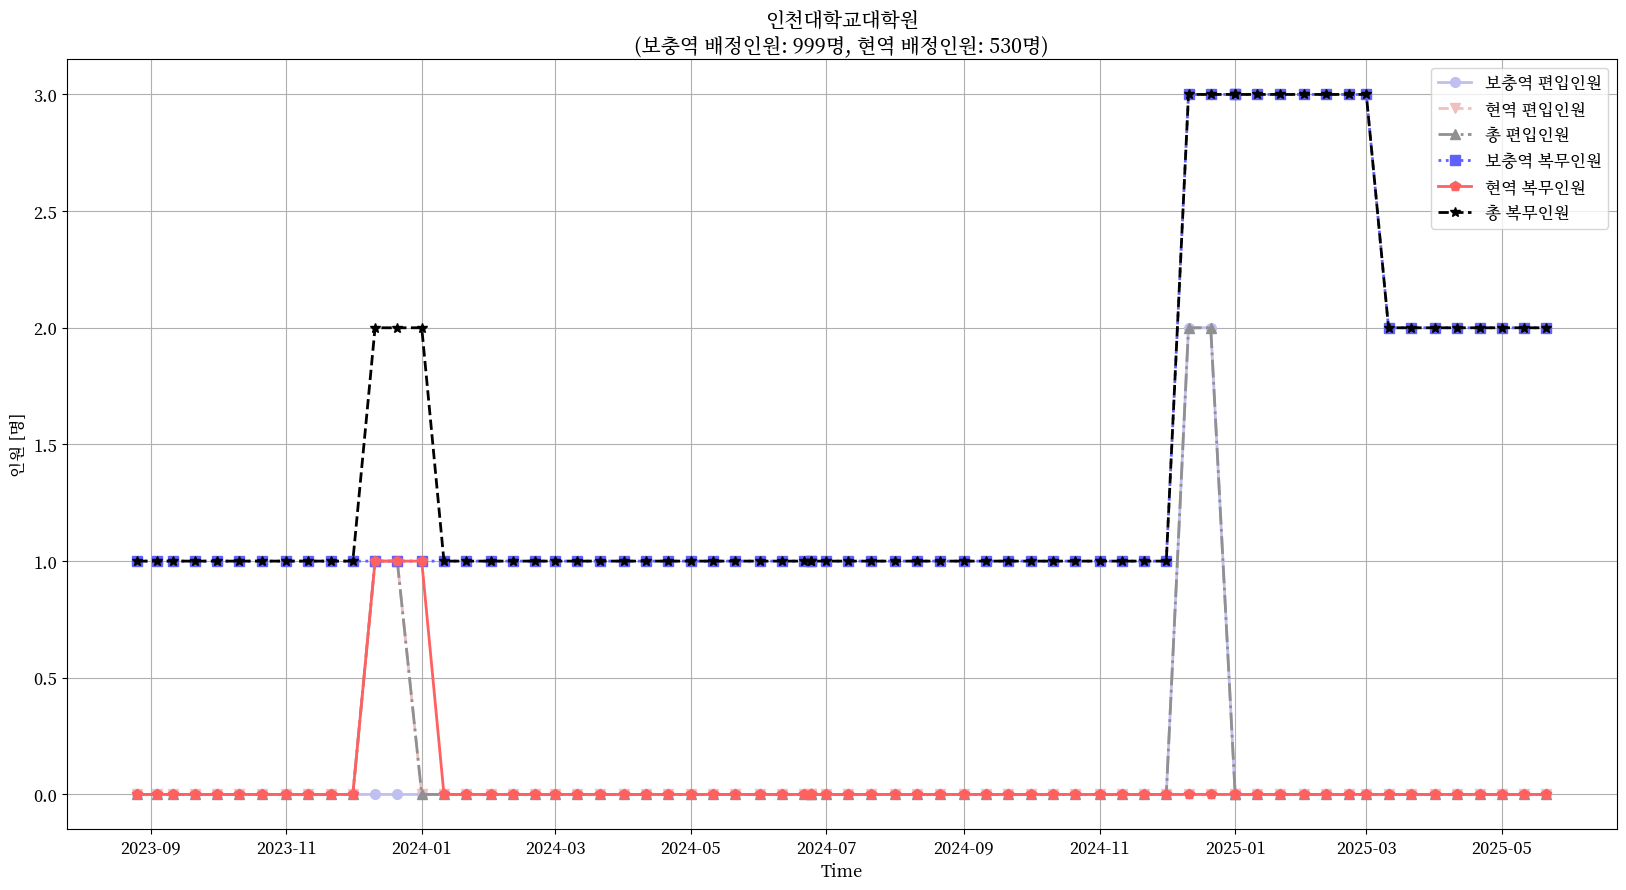 인천대학교대학원
(보충역 배정인원: 999명, 현역 배정인원: 530명)
보충역 편입인원
현역 편입인원
총 편입인원
보충역 복무인원
현역 복무인원
총 복무인원
인원 [명]
3.0
2.5
2.0
1.5
1.0
0.5
0.0
2023-09 2023-11 2024-01 2024-03 2024-05 2024-07 2024-09 2024-11 2025-01 2025-03 2025-05
Time